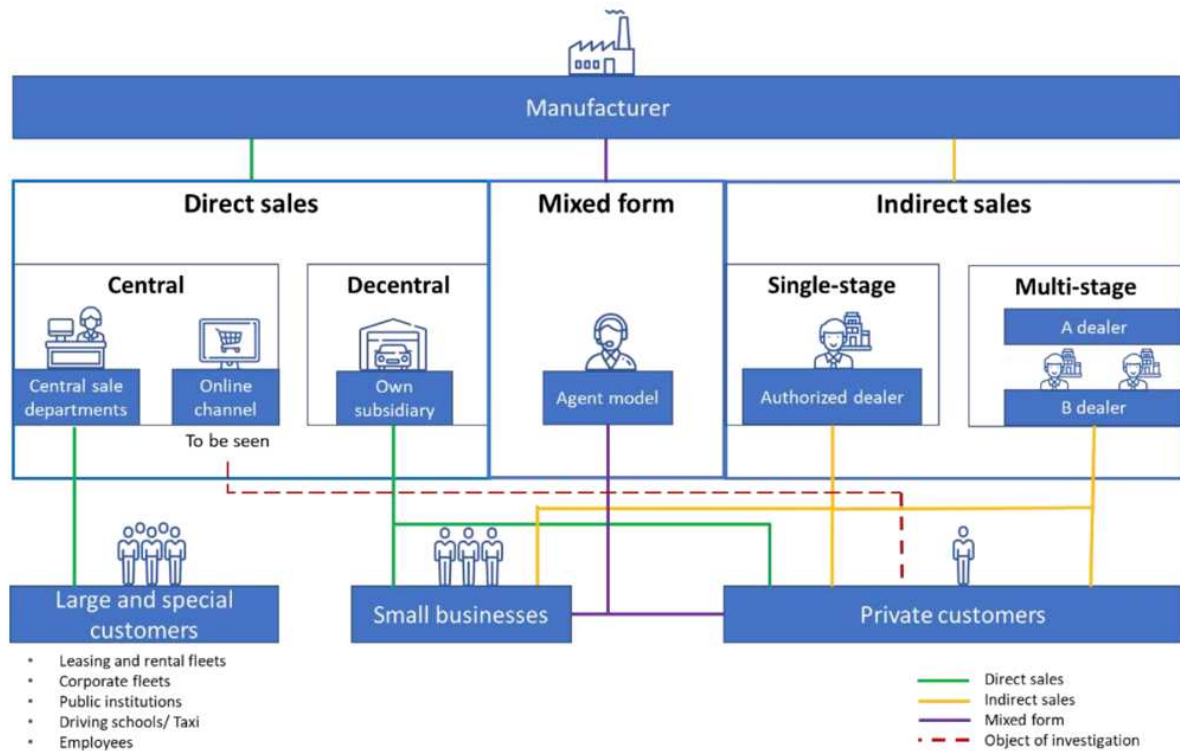 Manufacturer
Direct sales
Mixed form
Indirect sales
Central
Decentral
Single-stage
Multi-stage
A dealer
Central sale
departments
Online
channel
Own
subsidiary
Agent model
Authorized dealer
B dealer
To be seen
Large and special
customers
Small businesses
Private customers
• Leasing and rental fleets
• Corporate fleets
• Public institutions
• Driving schools/ Taxi
• Employees
Direct sales
Indirect sales
Mixed form
Object of investigation